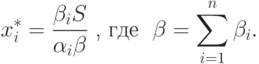 x_i^* = \frac{\beta_i S}{\alpha_i \beta} , где \beta = \sum_{i=1}^{n} \beta_i.